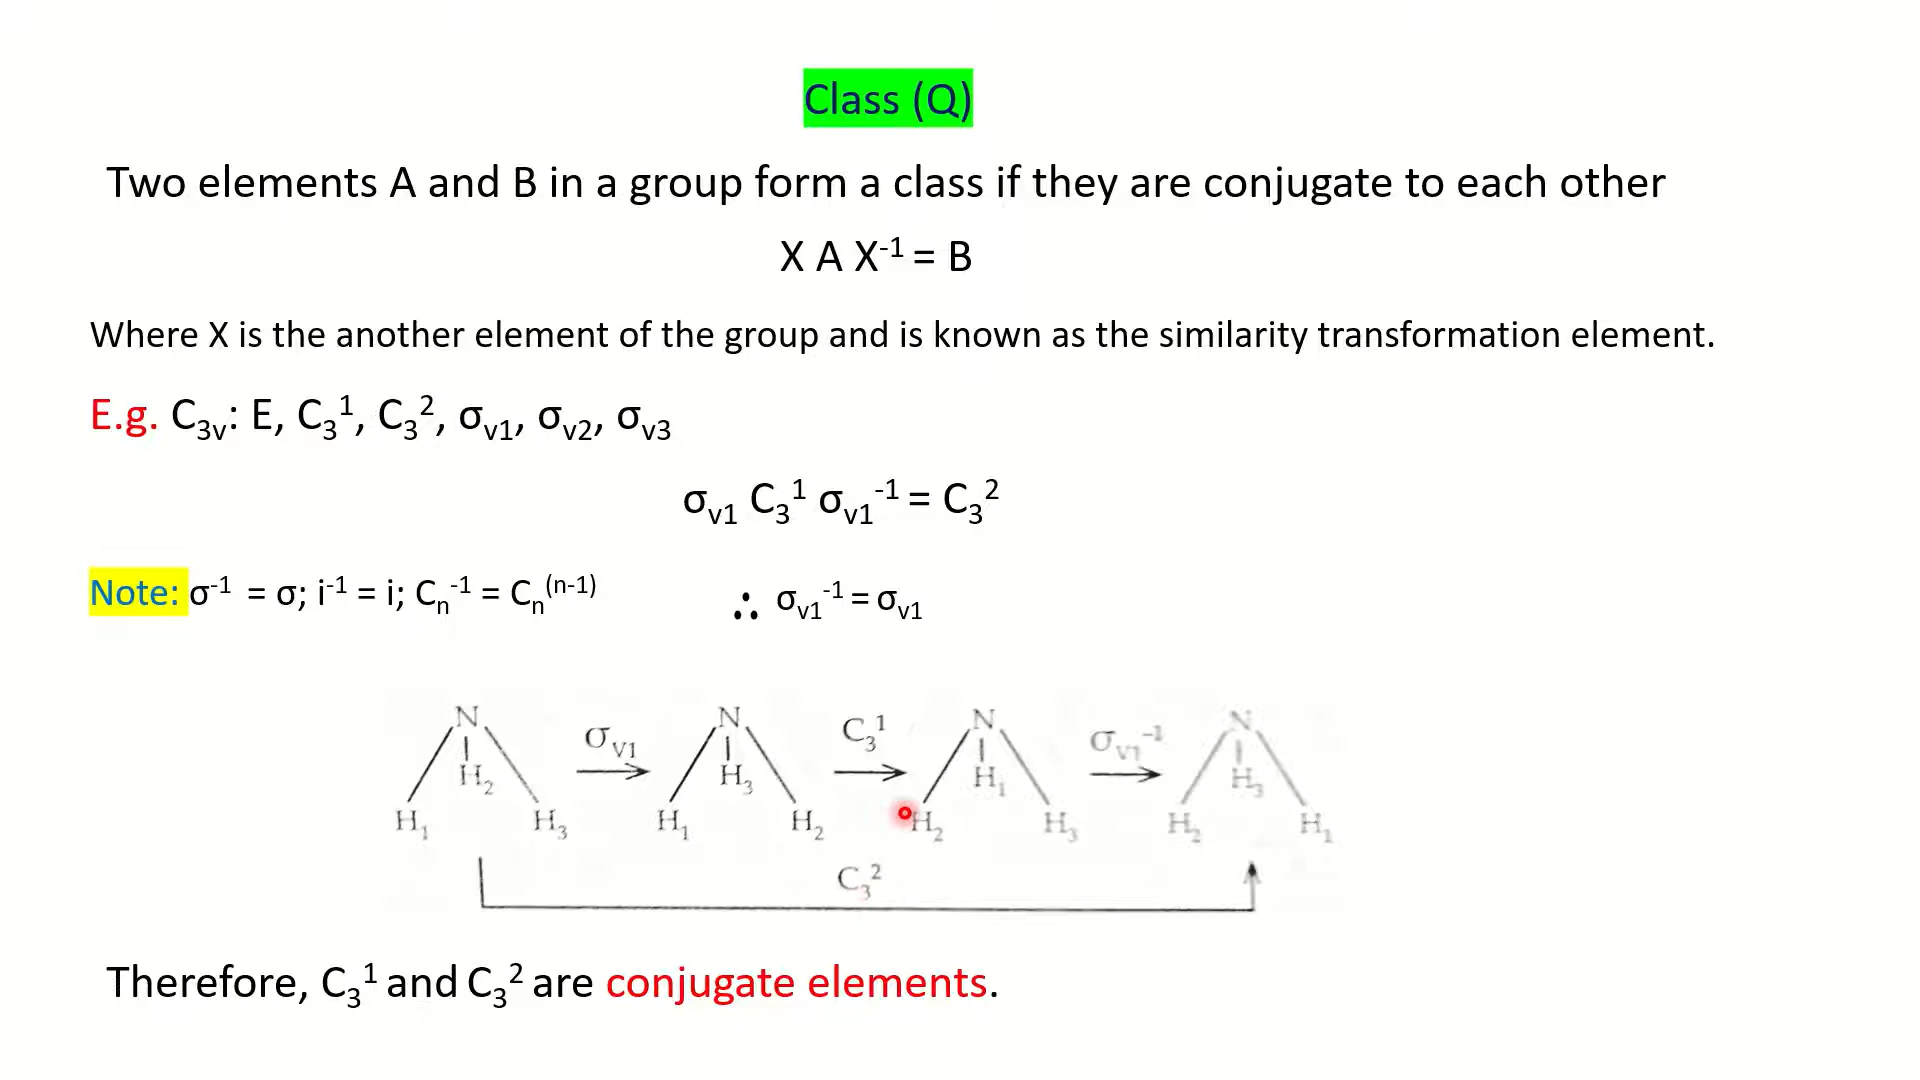 Class (Q)
Two elements A and B in a group form a class if they are conjugate to each other
X A X⁻¹ = B
Where X is the another element of the group and is known as the similarity transformation element.
E.g. C₃ᵥ: E, C₃¹, C₃², σᵥ₁, σᵥ₂, σᵥ₃
σᵥ₁ C₃¹ σᵥ₁⁻¹ = C₃²
Note: σ⁻¹ = σ; i⁻¹ = i; Cₙ⁻¹ = Cₙ⁽ⁿ⁻¹⁾ ∴ σᵥ₁⁻¹ = σᵥ₁
N σᵥ₁ N C₃¹ N σᵥ₁⁻¹ N
H₂ H₃ H₁ H₃
H₁ H₃ H₁ H₂ H₂ H₃ H₂ H₁
C₃²
Therefore, C₃¹ and C₃² are conjugate elements.